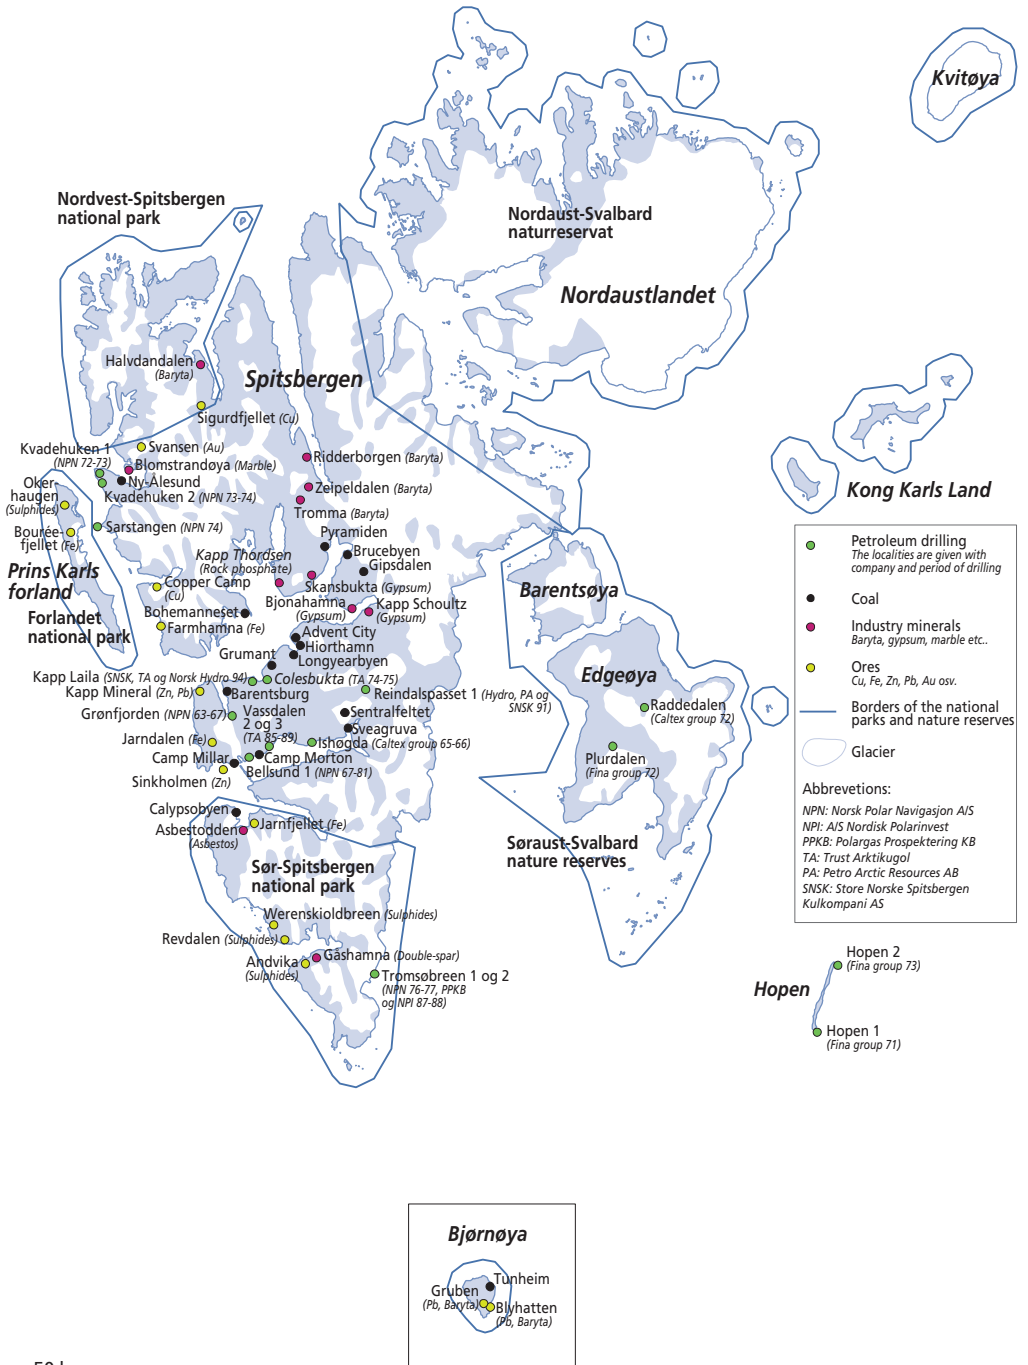 Kvitøya
Nordvest-Spitsbergen
national park
Nordaust-Svalbard
naturreservat
Nordaustlandet
Halvdandalen
(Baryta)
Spitsbergen
Sigurdfjellet (Cu)
Kvadehuken 1
(NPN 72-73)
Svansen (Au)
Blomstrandøya (Marble)
Ny-Ålesund
Kvadehuken 2 (NPN 73-74)
Ridderborgen (Baryta)
Zeipeldalen (Baryta)
Tromma (Baryta)
Oker-
haugen
(Sulphides)
Sarstangen (NPN 74)
Bourée-
fjellet (Fe)
Pyramiden
Brucebyen
Gipsdalen
Kapp Thordsen
(Rock phosphate)
Skansbukta (Gypsum)
Prins Karls
forland
Copper Camp
(Cu)
Bjonahamna
(Gypsum)
Kapp Schoultz
(Gypsum)
Forlandet
national park
Bohemanneset
Farmhamna (Fe)
Advent City
Hiorthamn
Longyearbyen
Grumant
Kapp Laila (SNSK, TA og Norsk Hydro 94)
Colesbukta (TA 74-75)
Kapp Mineral (Zn, Pb)
Barentsburg
Reindalspasset 1 (Hydro, PA og
SNSK 91)
Grønfjorden (NPN 63-67)
Vassdalen
2 og 3
(TA 85-89)
Sentralfeltet
Sveagruva
Jarndalen (Fe)
Ishøgda (Caltex group 65-66)
Camp Millar
Camp Morton
Sinkholmen (Zn)
Bellsund 1 (NPN 67-81)
Calypsobyen
Asbestodden
(Asbestos)
Jarnfjellet (Fe)
Sør-Spitsbergen
national park
Werenskioldbreen (Sulphides)
Revdalen (Sulphides)
Andvika
(Sulphides)
Gåshamna (Double-spar)
Tromsøbreen 1 og 2
(NPN 76-77, PPKB
og NPI 87-88)
Barentsøya
Edgeøya
Raddedalen
(Caltex group 72)
Plurdalen
(Fina group 72)
Søraust-Svalbard
nature reserves
Kong Karls Land
Petroleum drilling
The localities are given with
company and period of drilling
Coal
Industry minerals
Baryta, gypsum, marble etc..
Ores
Cu, Fe, Zn, Pb, Au osv.
Borders of the national
parks and nature reserves
Glacier
Abbrevetions:
NPN: Norsk Polar Navigasjon A/S
NPI: A/S Nordisk Polarinvest
PPKB: Polargas Prospektering KB
TA: Trust Arktikugol
PA: Petro Arctic Resources AB
SNSK: Store Norske Spitsbergen
Kulkompani AS
Hopen
Hopen 2
(Fina group 73)
Hopen 1
(Fina group 71)
Bjørnøya
Tunheim
Gruben
(Pb, Baryta)
Blyhatten
(Pb, Baryta)